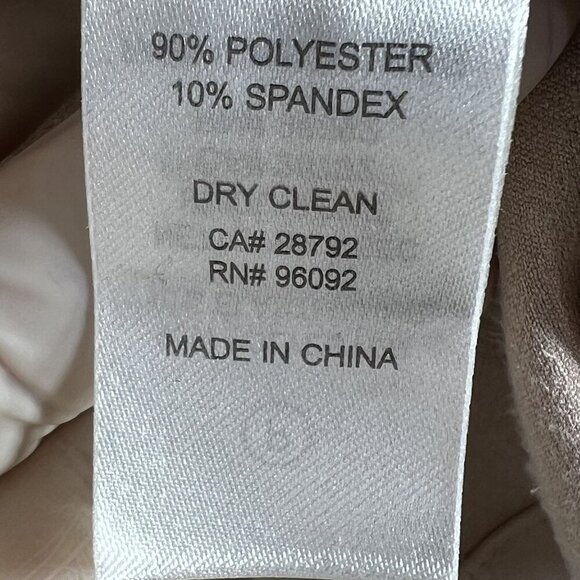 90% POLYESTER
10% SPANDEX
DRY CLEAN
CA# 28792
RN# 96092
MADE IN CHINA